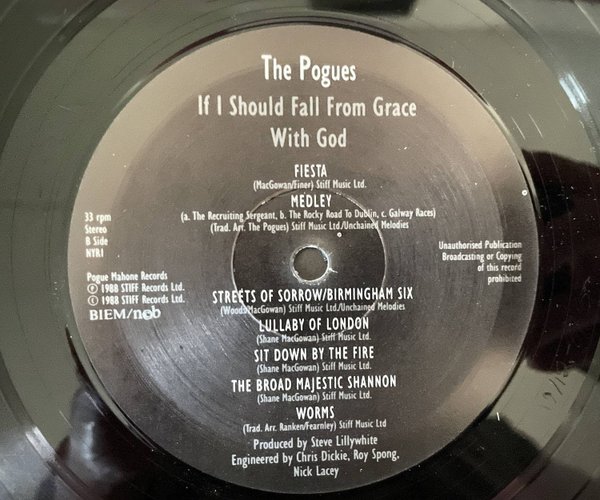 The Pogues
If I Should Fall From Grace
With God
FIESTA
(MacGowan/Finer) Stiff Music Ltd.
MEDLEY
(a. The Recruiting Sergeant, b. The Rocky Road To Dublin, c. Galway Races)
(Trad. Arr. The Pogues) Stiff Music Ltd./Unchained Melodies
33 rpm
Stereo
B Side
NYR1
Unauthorised Publication
Broadcasting or Copying
of this record
prohibited
Pogue Mahone Records
Ⓟ 1988 STIFF Records Ltd.
© 1988 STIFF Records Ltd.
BIEM/ncb
STREETS OF SORROW/BIRMINGHAM SIX
(Woods/MacGowan) Stiff Music Ltd./Unchained Melodies
LULLABY OF LONDON
(Shane MacGowan) Stiff Music Ltd.
SIT DOWN BY THE FIRE
(Shane MacGowan) Stiff Music Ltd.
THE BROAD MAJESTIC SHANNON
(Shane MacGowan) Stiff Music Ltd.
WORMS
(Trad. Arr. Ranken/Fearnley) Stiff Music Ltd
Produced by Steve Lillywhite
Engineered by Chris Dickie, Roy Spong,
Nick Lacey